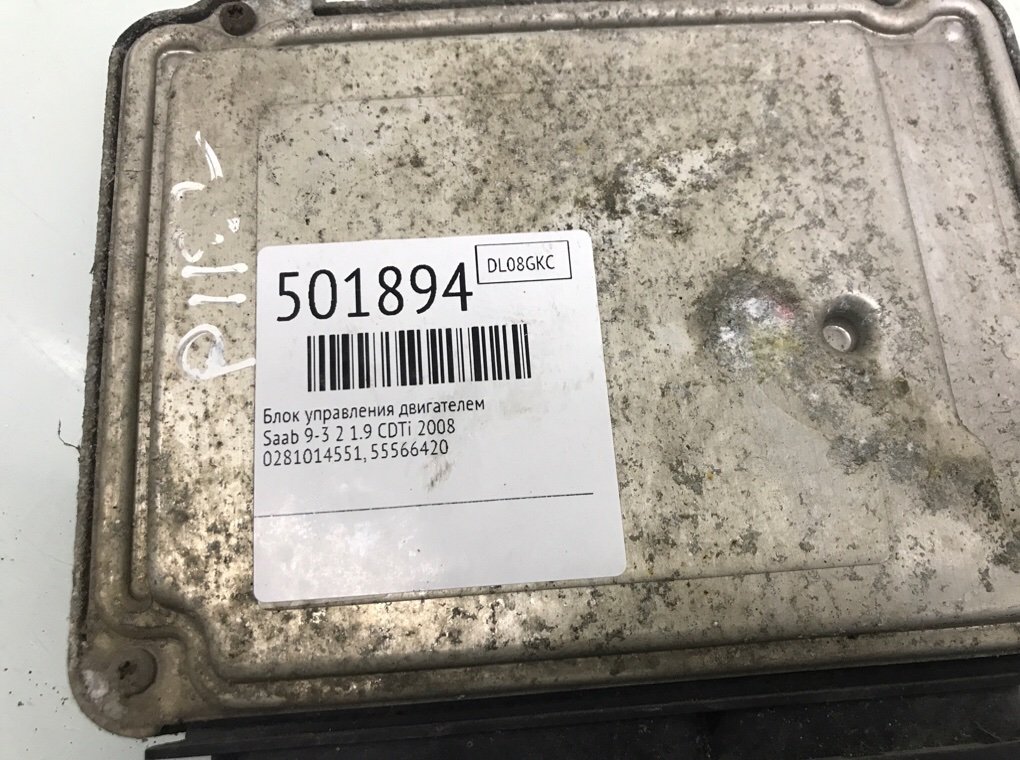 501894
DL08GKC
Блок управления двигателем
Saab 9-3 2 1.9 CDTi 2008
0281014551, 55566420